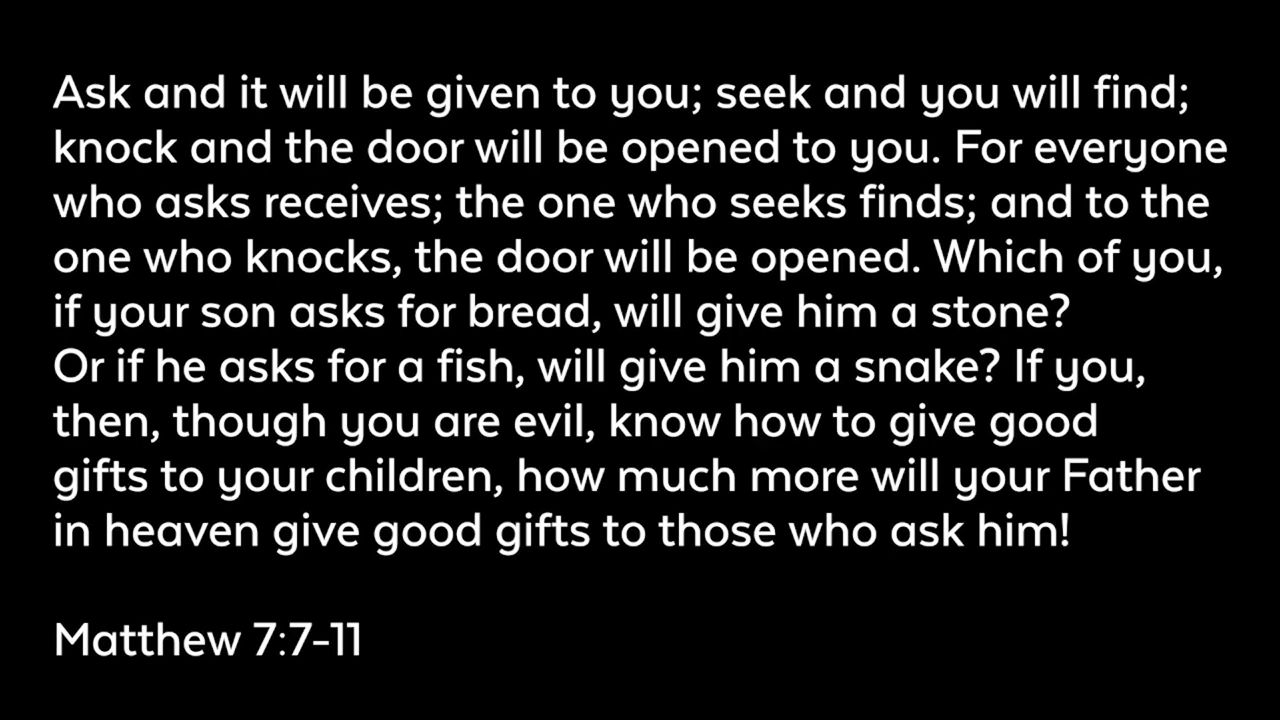 Ask and it will be given to you; seek and you will find;
knock and the door will be opened to you. For everyone
who asks receives; the one who seeks finds; and to the
one who knocks, the door will be opened. Which of you,
if your son asks for bread, will give him a stone?
Or if he asks for a fish, will give him a snake? If you,
then, though you are evil, know how to give good
gifts to your children, how much more will your Father
in heaven give good gifts to those who ask him!
Matthew 7:7–11